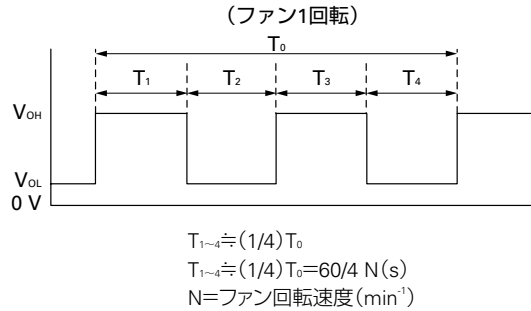 (ファン1回転)
T₀
T₁ T₂ T₃ T₄
VOH
VOL
0 V
T₁~₄≒(1/4)T₀
T₁~₄≒(1/4)T₀=60/4 N(s)
N=ファン回転速度(min⁻¹)